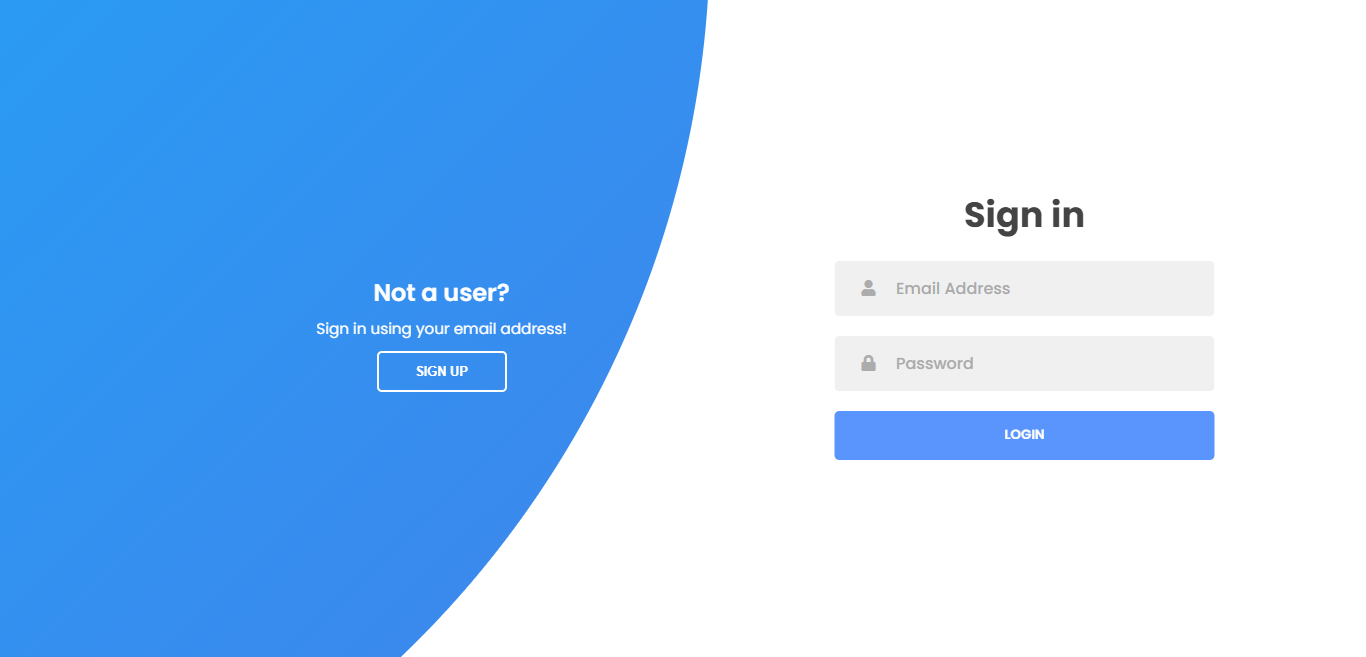 Not a user?
Sign in using your email address!
SIGN UP
Sign in
Email Address
Password
LOGIN